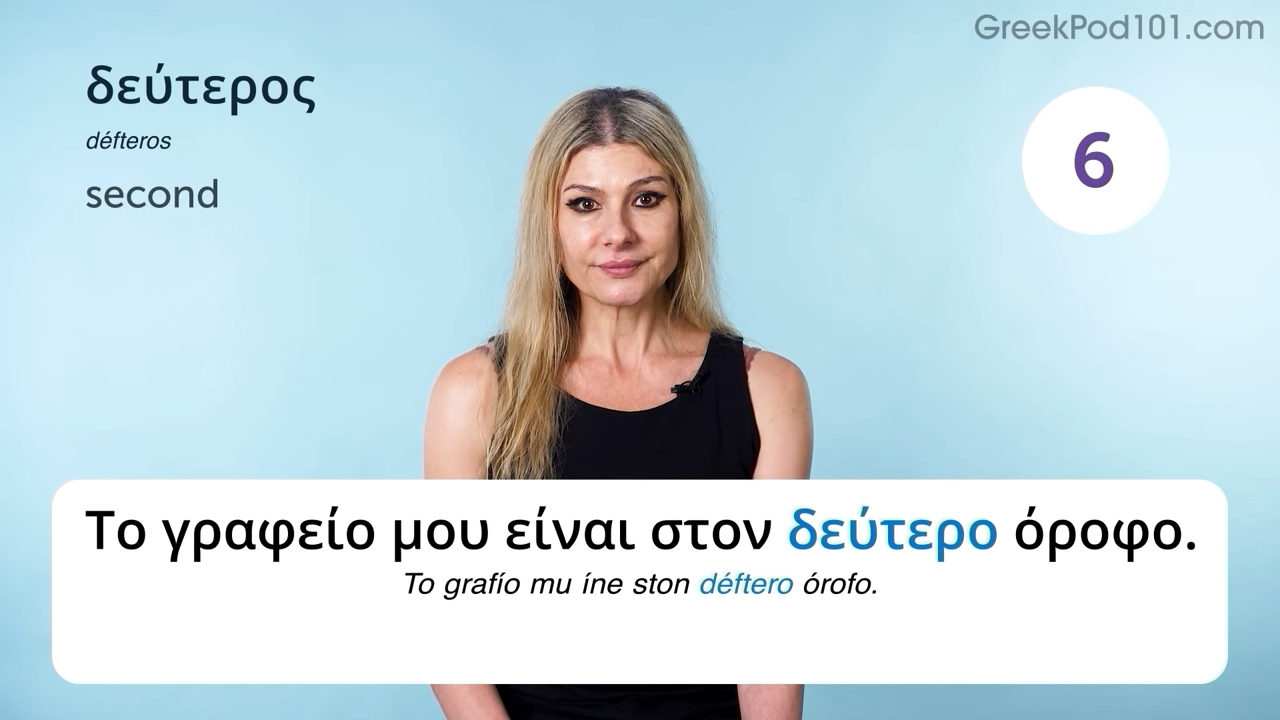 GreekPod101.com
δεύτερος
défteros
second
6
Το γραφείο μου είναι στον δεύτερο όροφο.
To grafío mu íne ston déftero órofo.